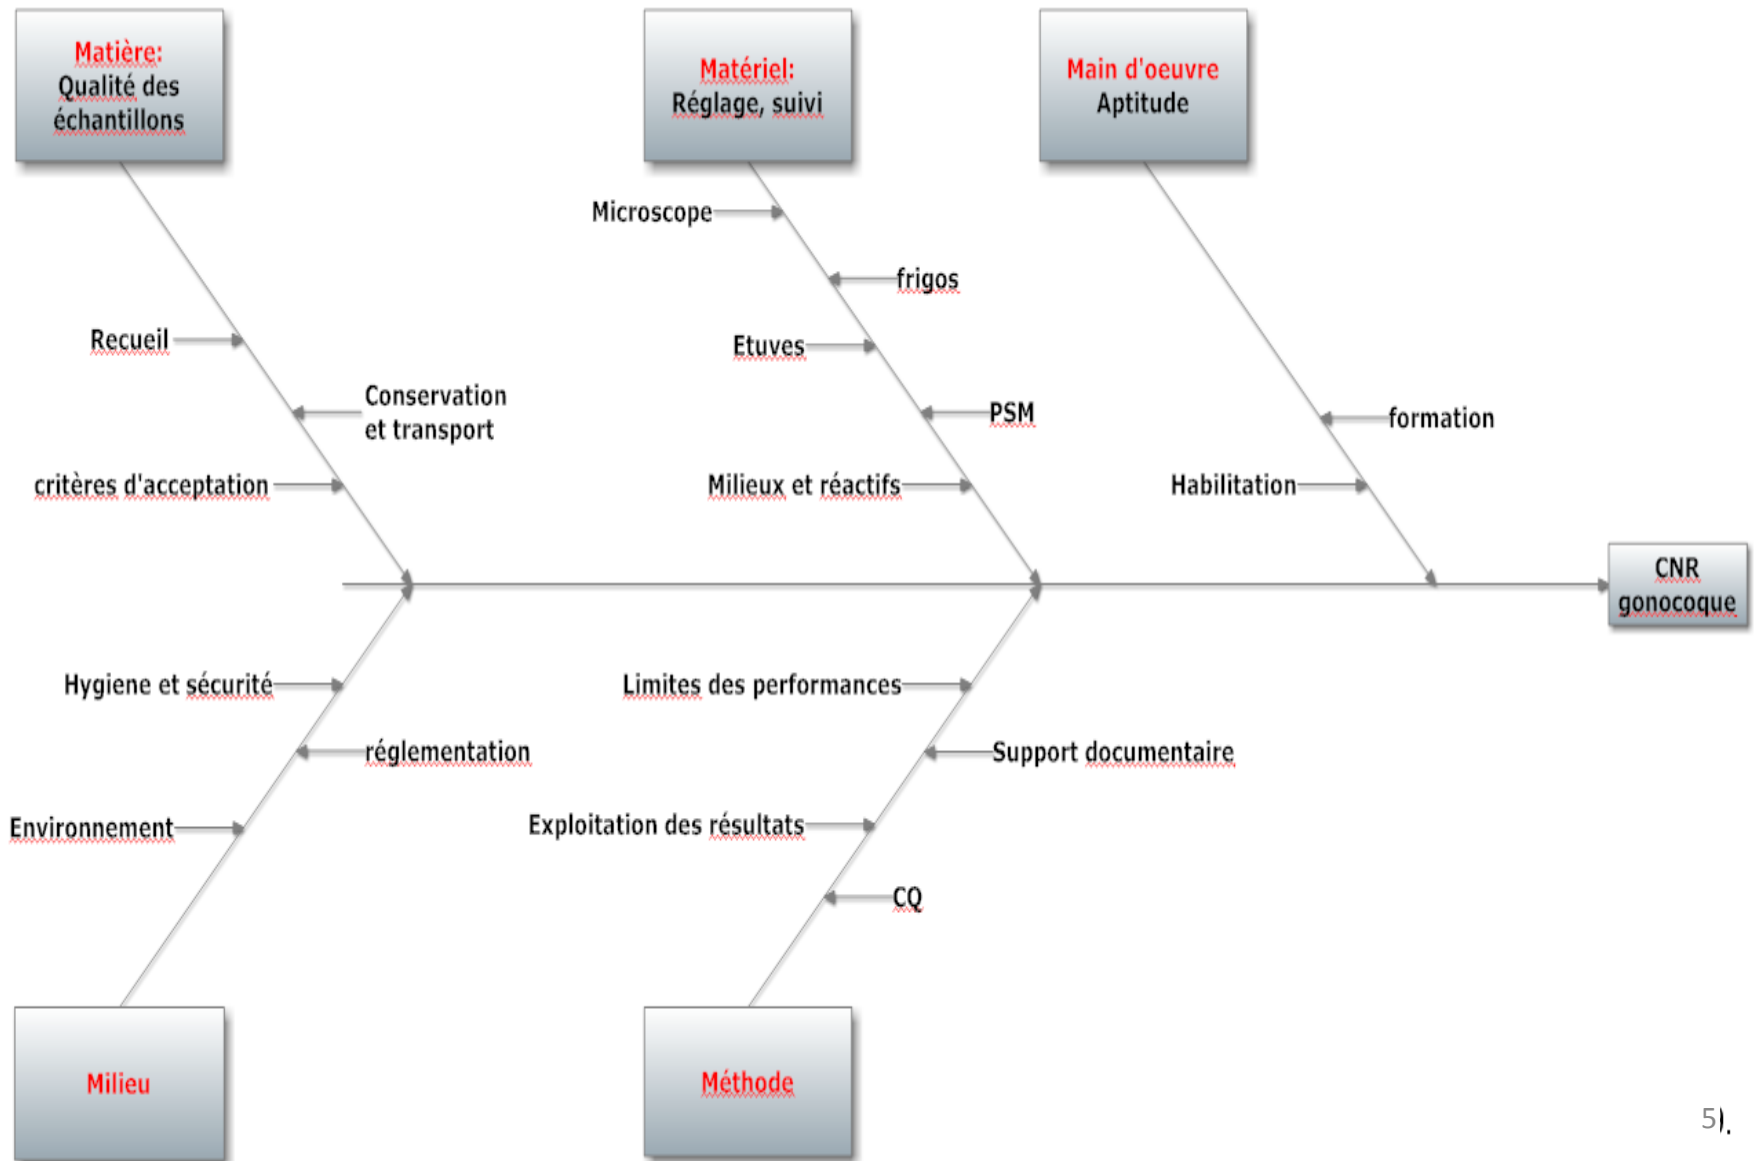 Matière:
Qualité des
échantillons
Matériel:
Réglage, suivi
Main d'oeuvre
Aptitude
Microscope
frigos
Recueil
Etuves
Conservation
et transport
PSM
formation
critères d'acceptation
Milieux et réactifs
Habilitation
CNR
gonocoque
Hygiene et sécurité
Limites des performances
réglementation
Support documentaire
Environnement
Exploitation des résultats
CQ
Milieu
Méthode
5).